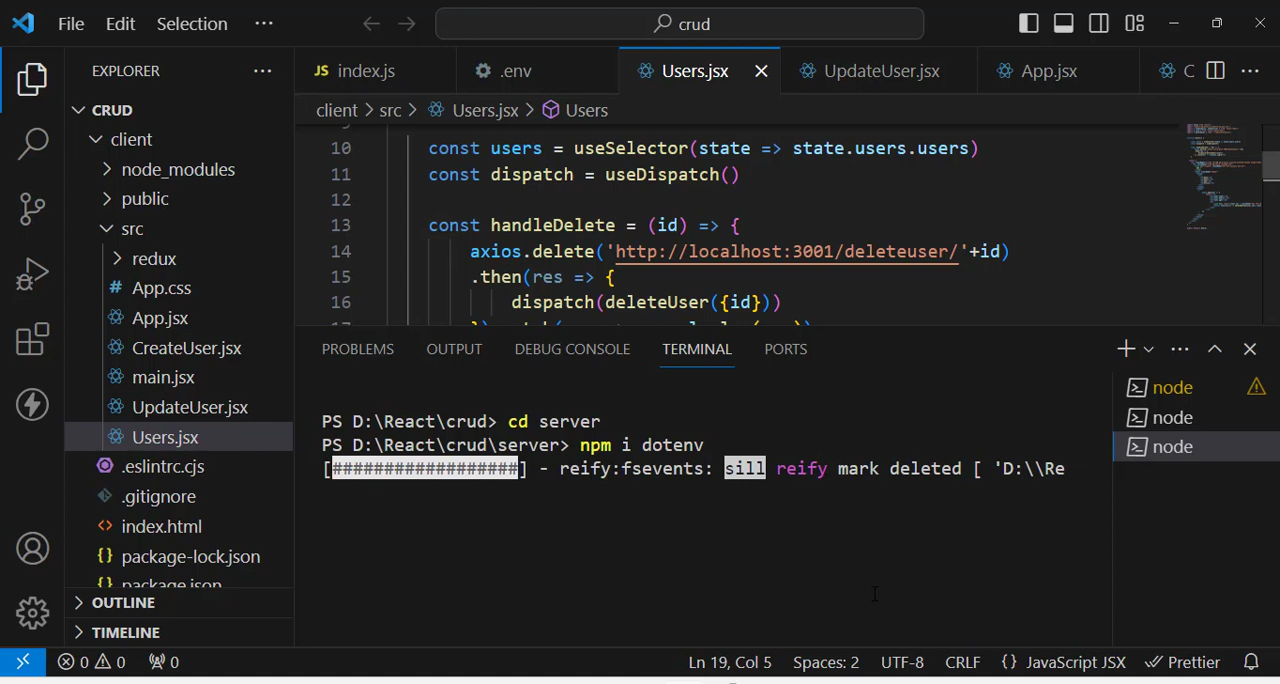 File Edit Selection ··· crud
EXPLORER ···
CRUD
client
node_modules
public
src
redux
# App.css
App.jsx
CreateUser.jsx
main.jsx
UpdateUser.jsx
Users.jsx
.eslintrc.cjs
.gitignore
<> index.html
{} package-lock.json
{} package.json
OUTLINE
TIMELINE
JS index.js .env Users.jsx UpdateUser.jsx App.jsx C ···
client > src > Users.jsx > Users
10 const users = useSelector(state => state.users.users)
11 const dispatch = useDispatch()
12
13 const handleDelete = (id) => {
14 axios.delete('http://localhost:3001/deleteuser/'+id)
15 .then(res => {
16 dispatch(deleteUser({id}))
PROBLEMS OUTPUT DEBUG CONSOLE TERMINAL PORTS ···
PS D:\React\crud> cd server
PS D:\React\crud\server> npm i dotenv
[##################] - reify:fsevents: sill reify mark deleted [ 'D:\\Re
node
node
node
0 0 0 Ln 19, Col 5 Spaces: 2 UTF-8 CRLF {} JavaScript JSX Prettier